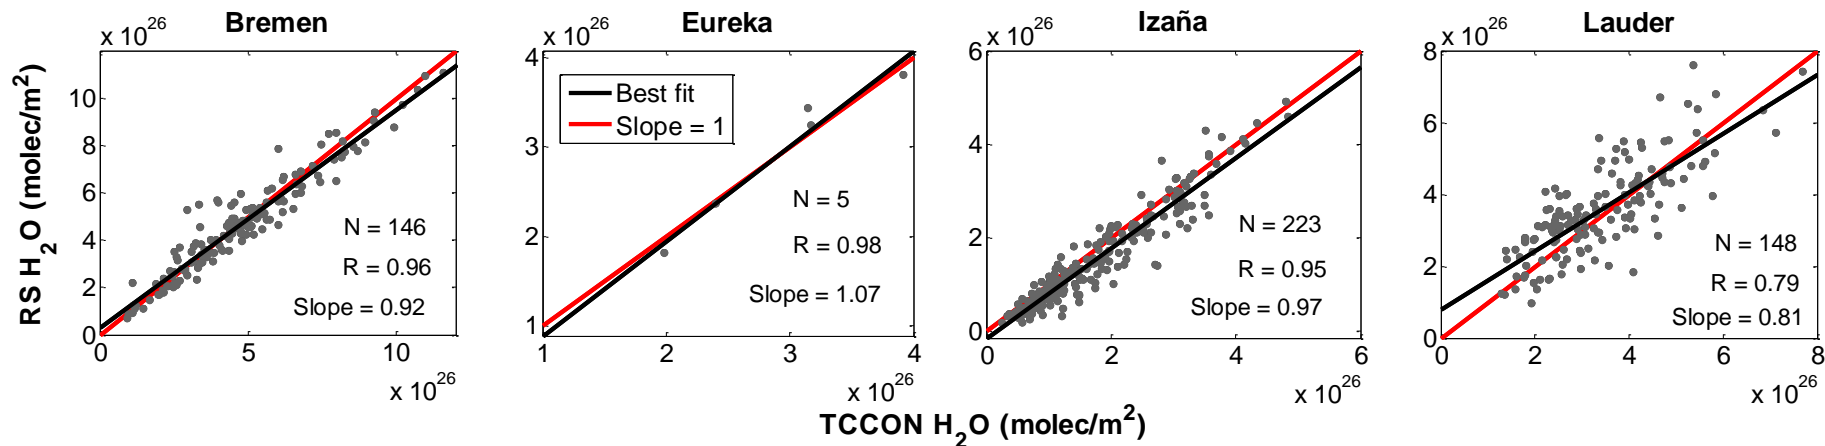 Bremen
x 10^26
10
8
6
4
2
0
0 5 10
x 10^26
N = 146
R = 0.96
Slope = 0.92
RS H_2O (molec/m^2)
Eureka
x 10^26
4
3
2
1
1 2 3 4
x 10^26
Best fit
Slope = 1
N = 5
R = 0.98
Slope = 1.07
Izaña
x 10^26
6
4
2
0
0 2 4 6
x 10^26
N = 223
R = 0.95
Slope = 0.97
Lauder
x 10^26
8
6
4
2
0
0 2 4 6 8
x 10^26
N = 148
R = 0.79
Slope = 0.81
TCCON H_2O (molec/m^2)